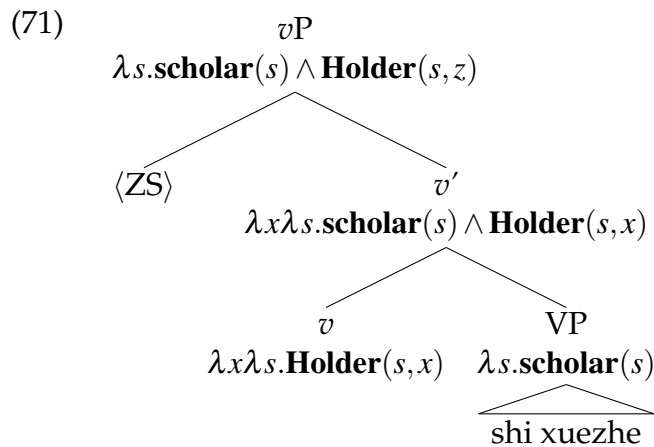 (71)
vP
λs.scholar(s) ∧ Holder(s,z)
⟨ZS⟩ v′
λxλs.scholar(s) ∧ Holder(s,x)
v VP
λxλs.Holder(s,x) λs.scholar(s)
shi xuezhe